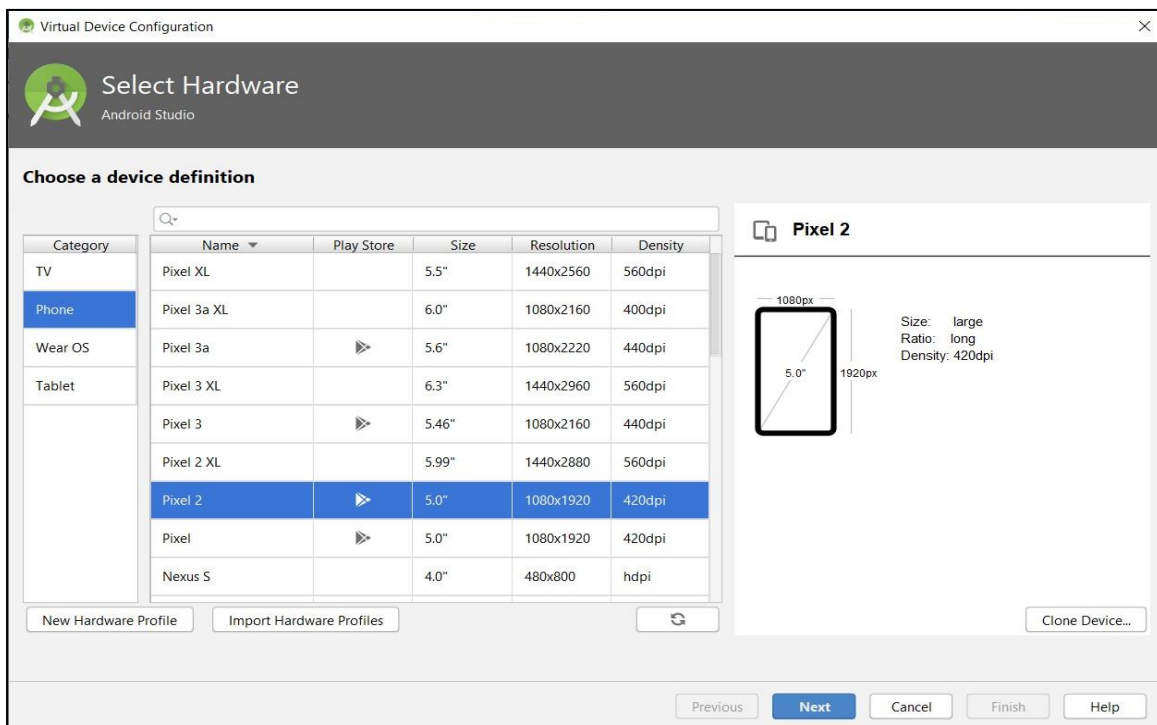 Virtual Device Configuration
Select Hardware
Android Studio
Choose a device definition
Category
TV
Phone
Wear OS
Tablet
Name Play Store Size Resolution Density
Pixel XL 5.5" 1440x2560 560dpi
Pixel 3a XL 6.0" 1080x2160 400dpi
Pixel 3a 5.6" 1080x2220 440dpi
Pixel 3 XL 6.3" 1440x2960 560dpi
Pixel 3 5.46" 1080x2160 440dpi
Pixel 2 XL 5.99" 1440x2880 560dpi
Pixel 2 5.0" 1080x1920 420dpi
Pixel 5.0" 1080x1920 420dpi
Nexus S 4.0" 480x800 hdpi
New Hardware Profile Import Hardware Profiles
Pixel 2
1080px
5.0"
1920px
Size: large
Ratio: long
Density: 420dpi
Clone Device...
Previous Next Cancel Finish Help